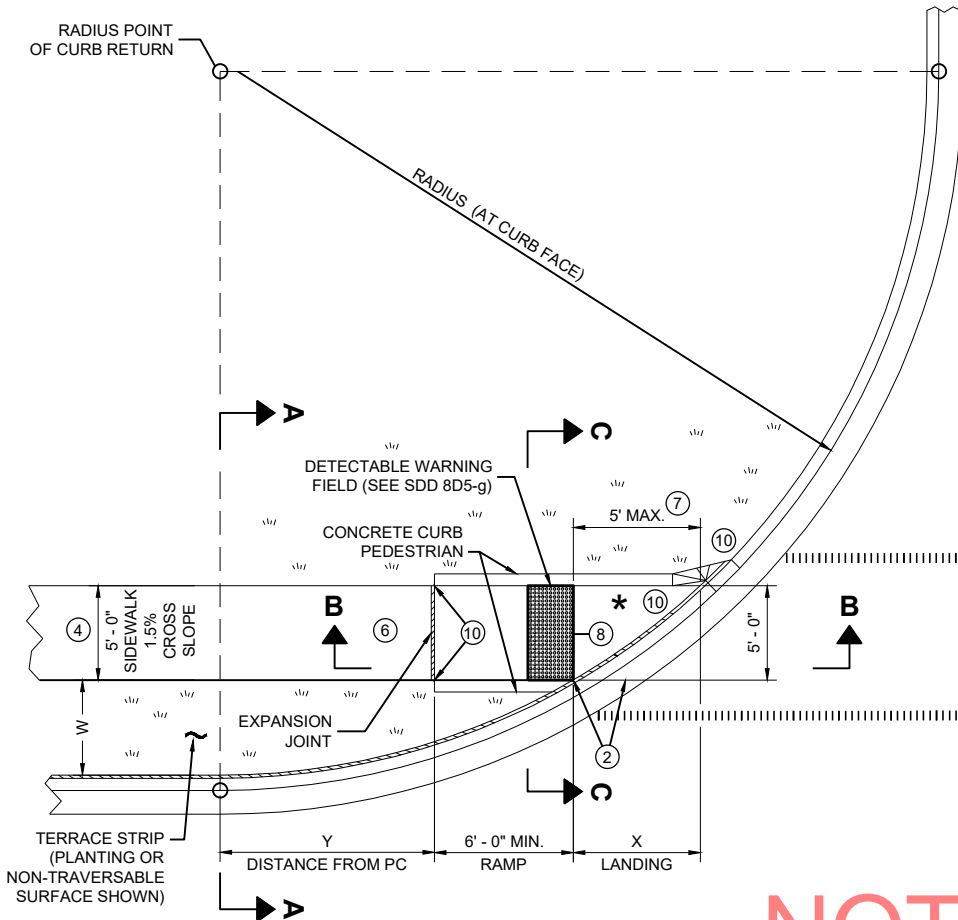 RADIUS POINT
OF CURB RETURN
RADIUS (AT CURB FACE)
A
C
DETECTABLE WARNING
FIELD (SEE SDD 8D5-g)
7
5' MAX.
CONCRETE CURB
PEDESTRIAN
10
4
5' - 0"
SIDEWALK
1.5%
CROSS
SLOPE
B
6
10
8
*
10
5' - 0"
B
W
EXPANSION
JOINT
2
C
TERRACE STRIP
(PLANTING OR
NON-TRAVERSABLE
SURFACE SHOWN)
Y
DISTANCE FROM PC
6' - 0" MIN.
RAMP
X
LANDING
A
NOT